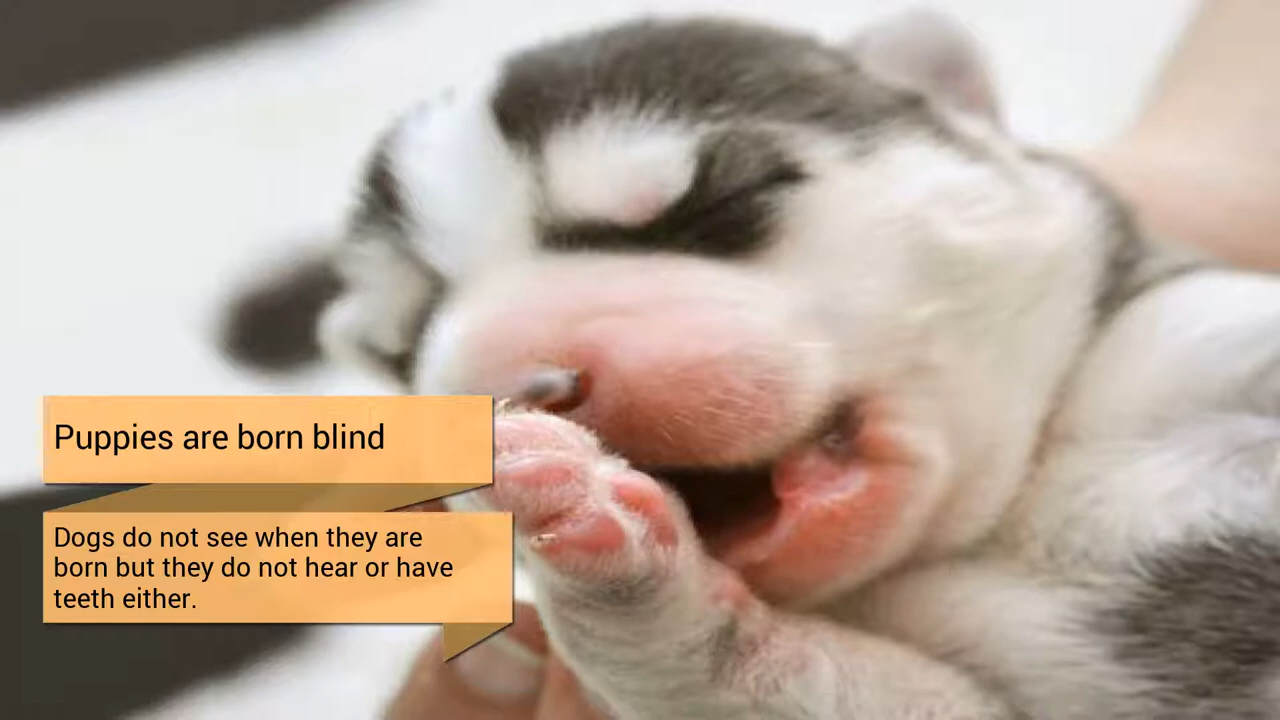 Puppies are born blind
Dogs do not see when they are
born but they do not hear or have
teeth either.